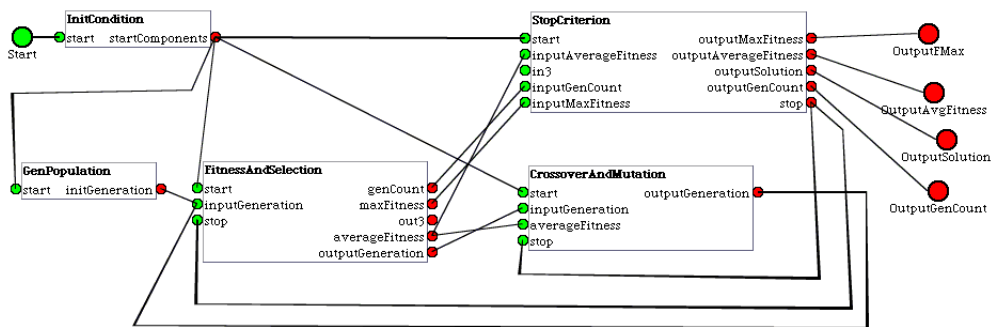 InitCondition
start startComponents
Start
StopCriterion
start outputMaxFitness
inputAverageFitness outputAverageFitness
in3 outputSolution
inputGenCount outputGenCount
inputMaxFitness stop
OutputFMax
OutputAvgFitness
OutputSolution
OutputGenCount
GenPopulation
start initGeneration
FitnessAndSelection
start genCount
inputGeneration maxFitness
stop out3
averageFitness
outputGeneration
CrossoverAndMutation
start outputGeneration
inputGeneration
averageFitness
stop